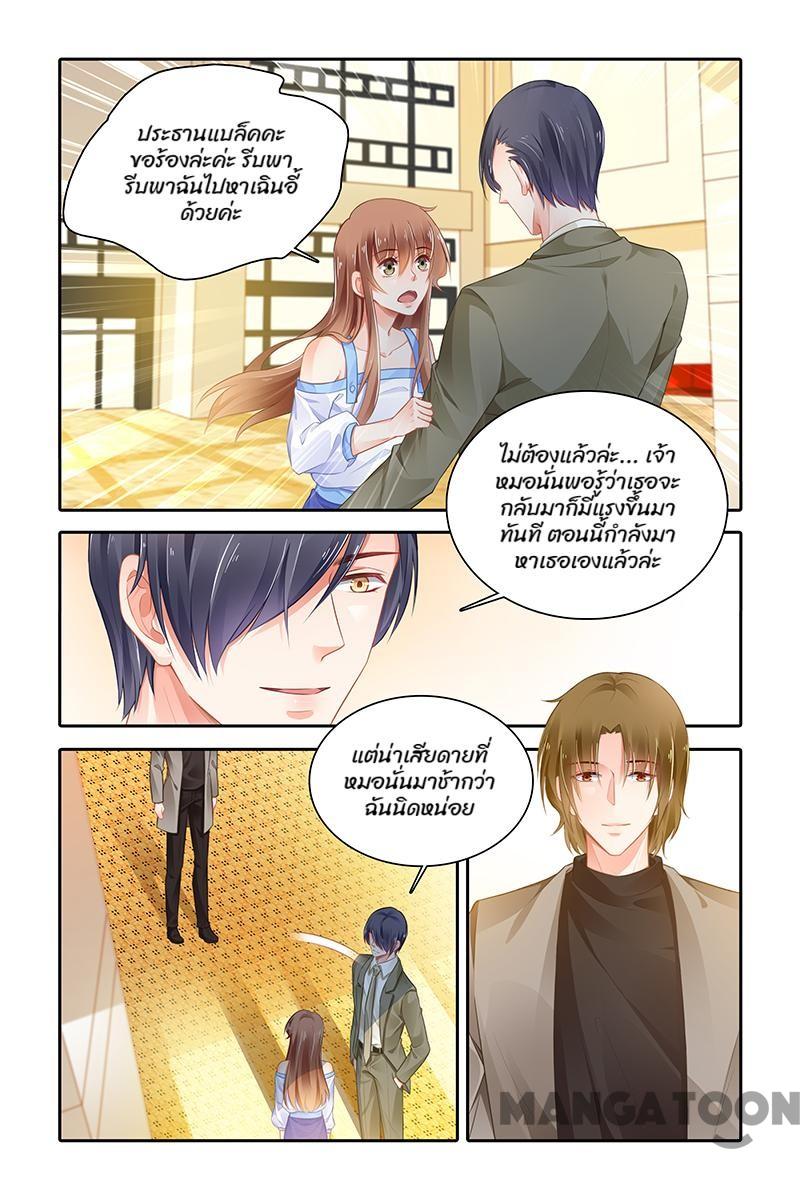 ประธานแบล็คคะ
ขอร้องล่ะค่ะ รีบพา
รีบพาฉันไปหาเฉินอี้
ด้วยค่ะ
ไม่ต้องแล้วล่ะ... เจ้า
หมอนั่นพอรู้ว่าเธอจะ
กลับมาก็มีแรงขึ้นมา
ทันที ตอนนี้กำลังมา
หาเธอเองแล้วล่ะ
แต่น่าเสียดายที่
หมอนั่นมาช้ากว่า
ฉันนิดหน่อย
MANGATOON